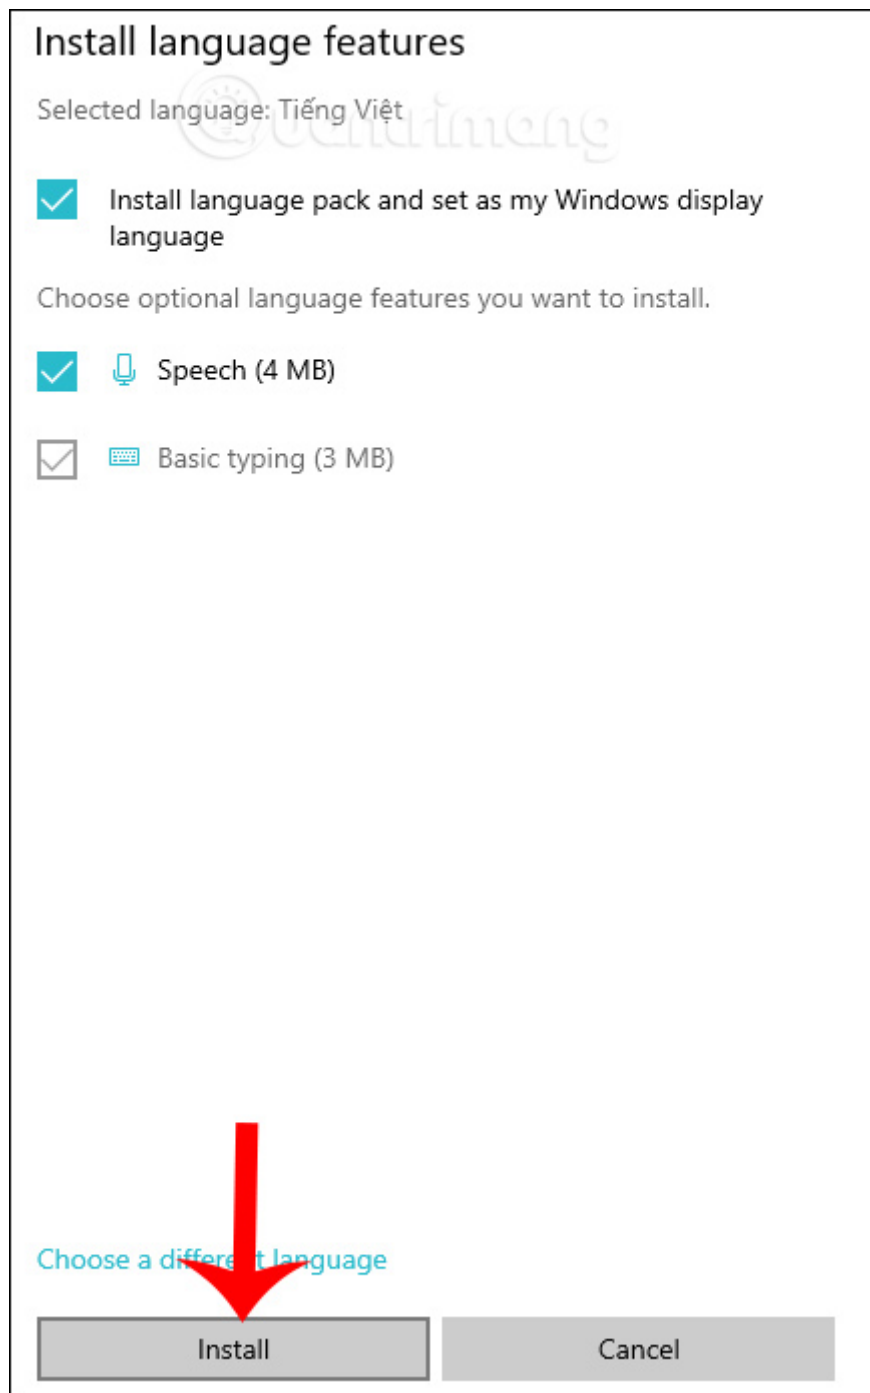 Install language features
Selected language: Tiếng Việt
Quantrimang
Install language pack and set as my Windows display
language
Choose optional language features you want to install.
Speech (4 MB)
Basic typing (3 MB)
Choose a different language
Install
Cancel